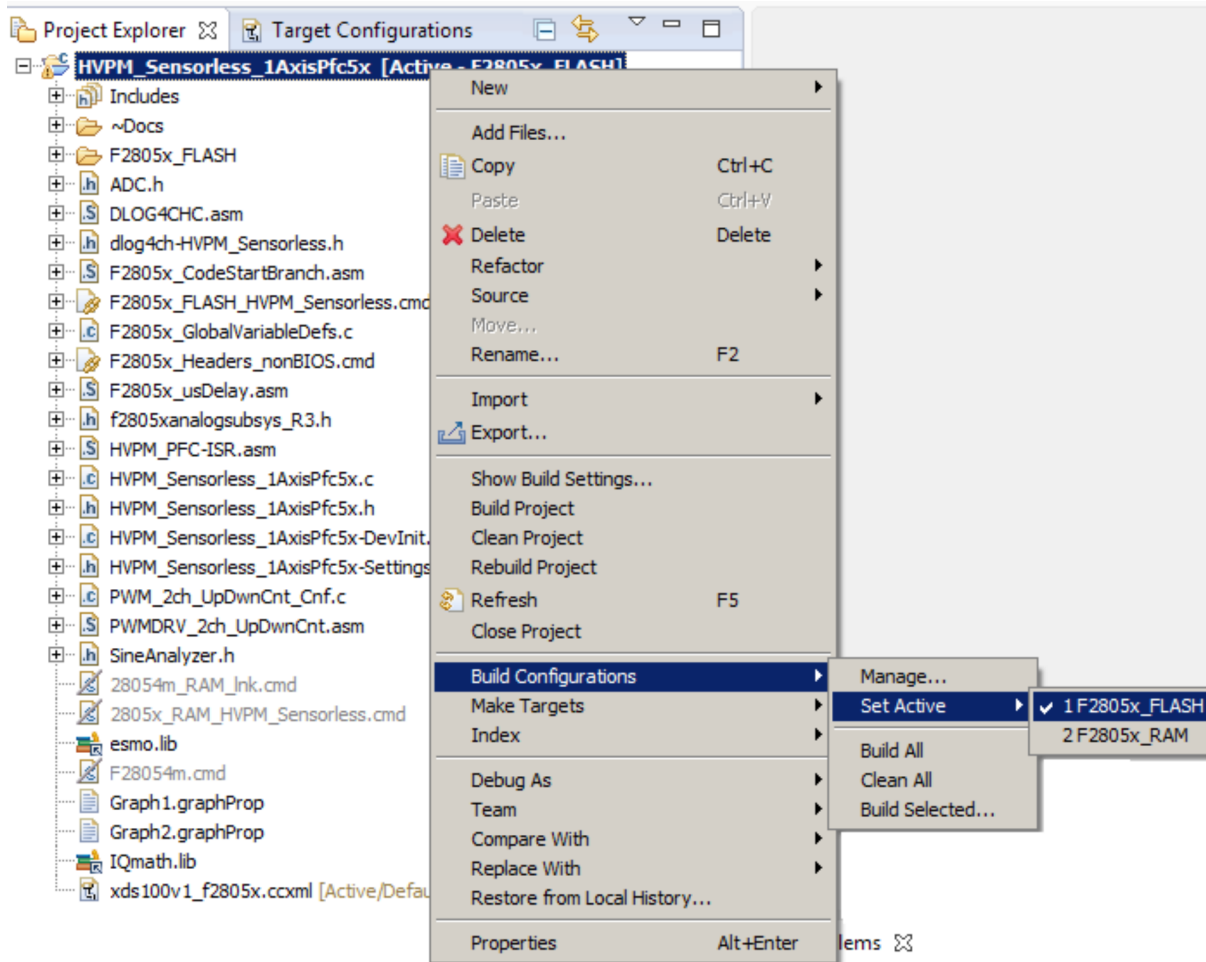 Project Explorer
Target Configurations
HVPM_Sensorless_1AxisPfc5x [Active - F2805x_FLASH]
Includes
~Docs
F2805x_FLASH
ADC.h
DLOG4CHC.asm
dlog4ch-HVPM_Sensorless.h
F2805x_CodeStartBranch.asm
F2805x_FLASH_HVPM_Sensorless.cmd
F2805x_GlobalVariableDefs.c
F2805x_Headers_nonBIOS.cmd
F2805x_usDelay.asm
f2805xanalogsubsys_R3.h
HVPM_PFC-ISR.asm
HVPM_Sensorless_1AxisPfc5x.c
HVPM_Sensorless_1AxisPfc5x.h
HVPM_Sensorless_1AxisPfc5x-DevInit.
HVPM_Sensorless_1AxisPfc5x-Settings
PWM_2ch_UpDwnCnt_Cnf.c
PWMDRV_2ch_UpDwnCnt.asm
SineAnalyzer.h
28054m_RAM_lnk.cmd
2805x_RAM_HVPM_Sensorless.cmd
esmo.lib
F28054m.cmd
Graph1.graphProp
Graph2.graphProp
IQmath.lib
xds100v1_f2805x.ccxml [Active/Defau
New
Add Files...
Copy Ctrl+C
Paste Ctrl+V
Delete Delete
Refactor
Source
Move...
Rename... F2
Import
Export...
Show Build Settings...
Build Project
Clean Project
Rebuild Project
Refresh F5
Close Project
Build Configurations
Make Targets
Index
Debug As
Team
Compare With
Replace With
Restore from Local History...
Properties Alt+Enter
Manage...
Set Active
Build All
Clean All
Build Selected...
1 F2805x_FLASH
2 F2805x_RAM
lems